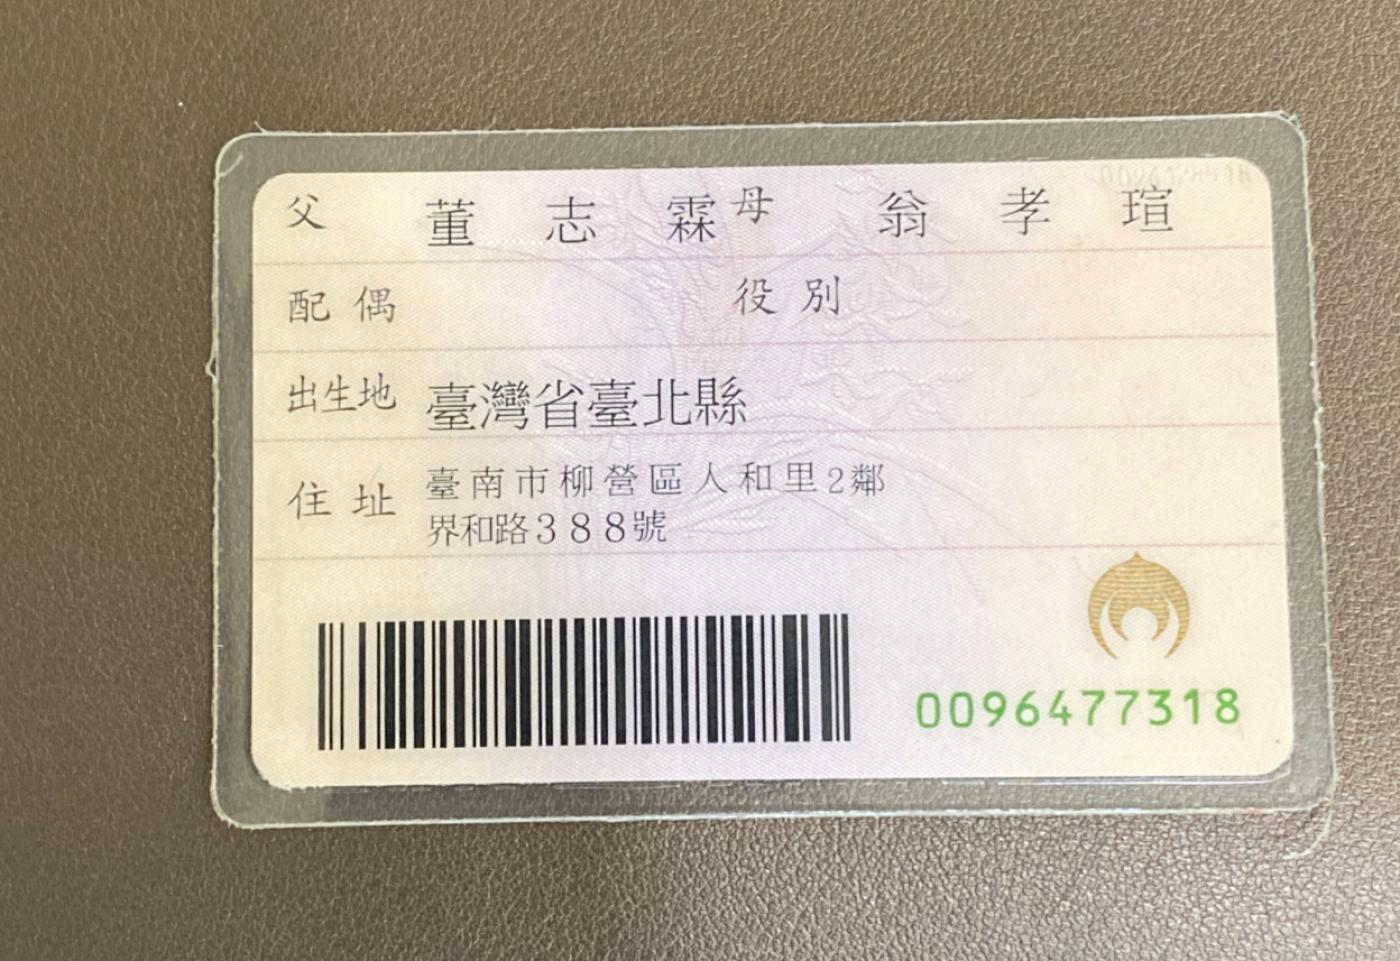 父 董志霖 母 翁孝瑄
配偶 役別
出生地 臺灣省臺北縣
住址 臺南市柳營區人和里2鄰
界和路388號
0096477318